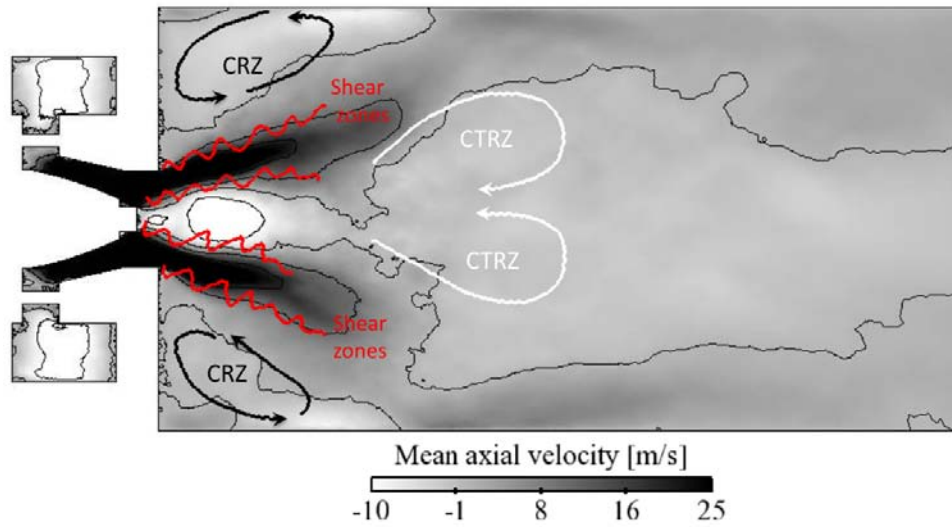 CRZ
Shear
zones
CTRZ
CTRZ
Shear
zones
CRZ
Mean axial velocity [m/s]
-10 -1 8 16 25